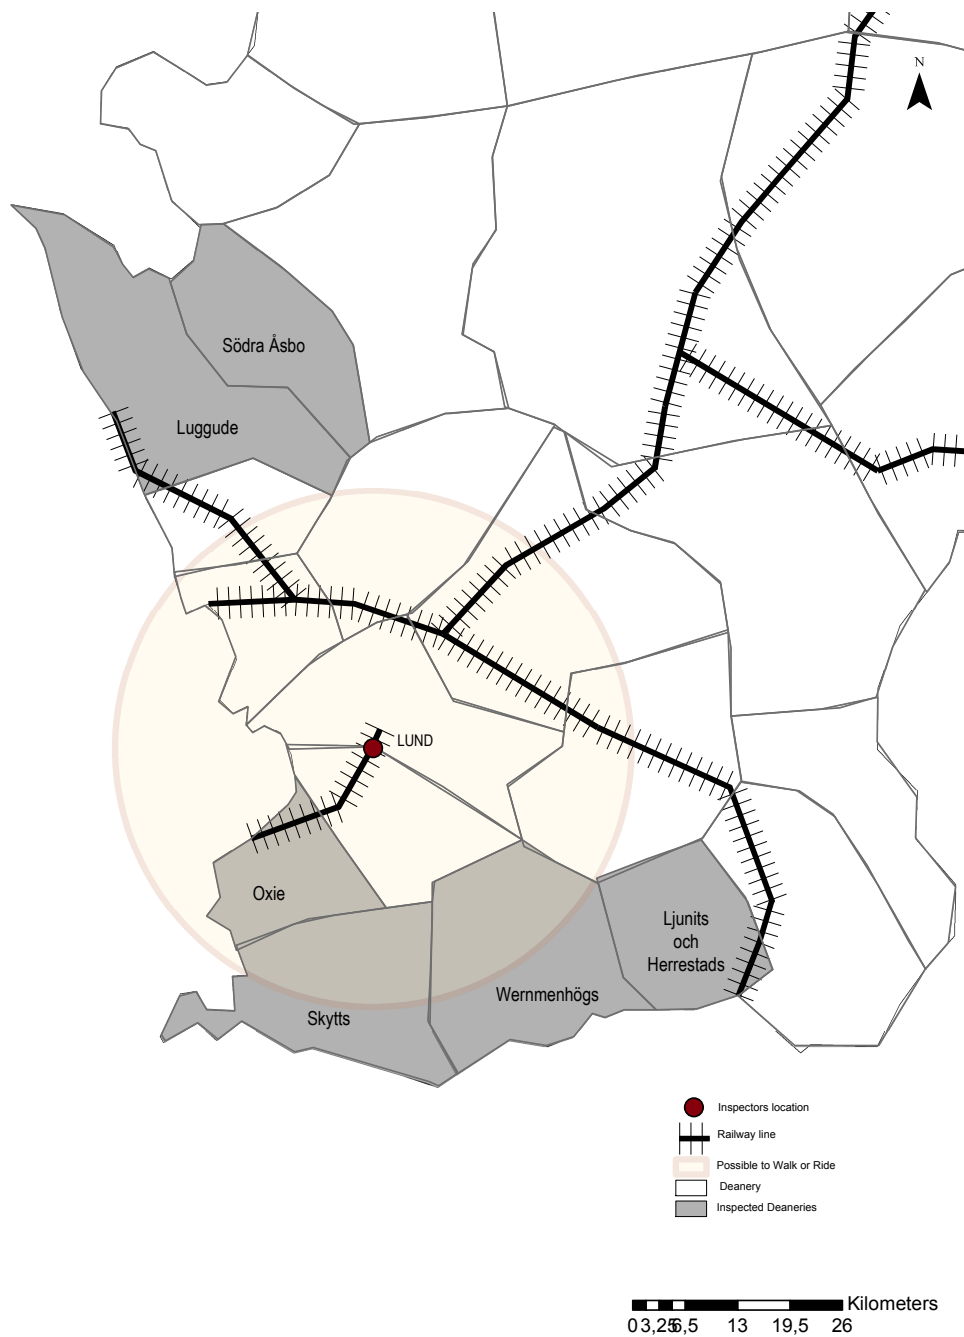 N
Södra Åsbo
Luggude
LUND
Oxie
Ljunits
och
Herrestads
Wernmenhögs
Skytts
Inspectors location
Railway line
Possible to Walk or Ride
Deanery
Inspected Deaneries
Kilometers
0 3,25 6,5 13 19,5 26